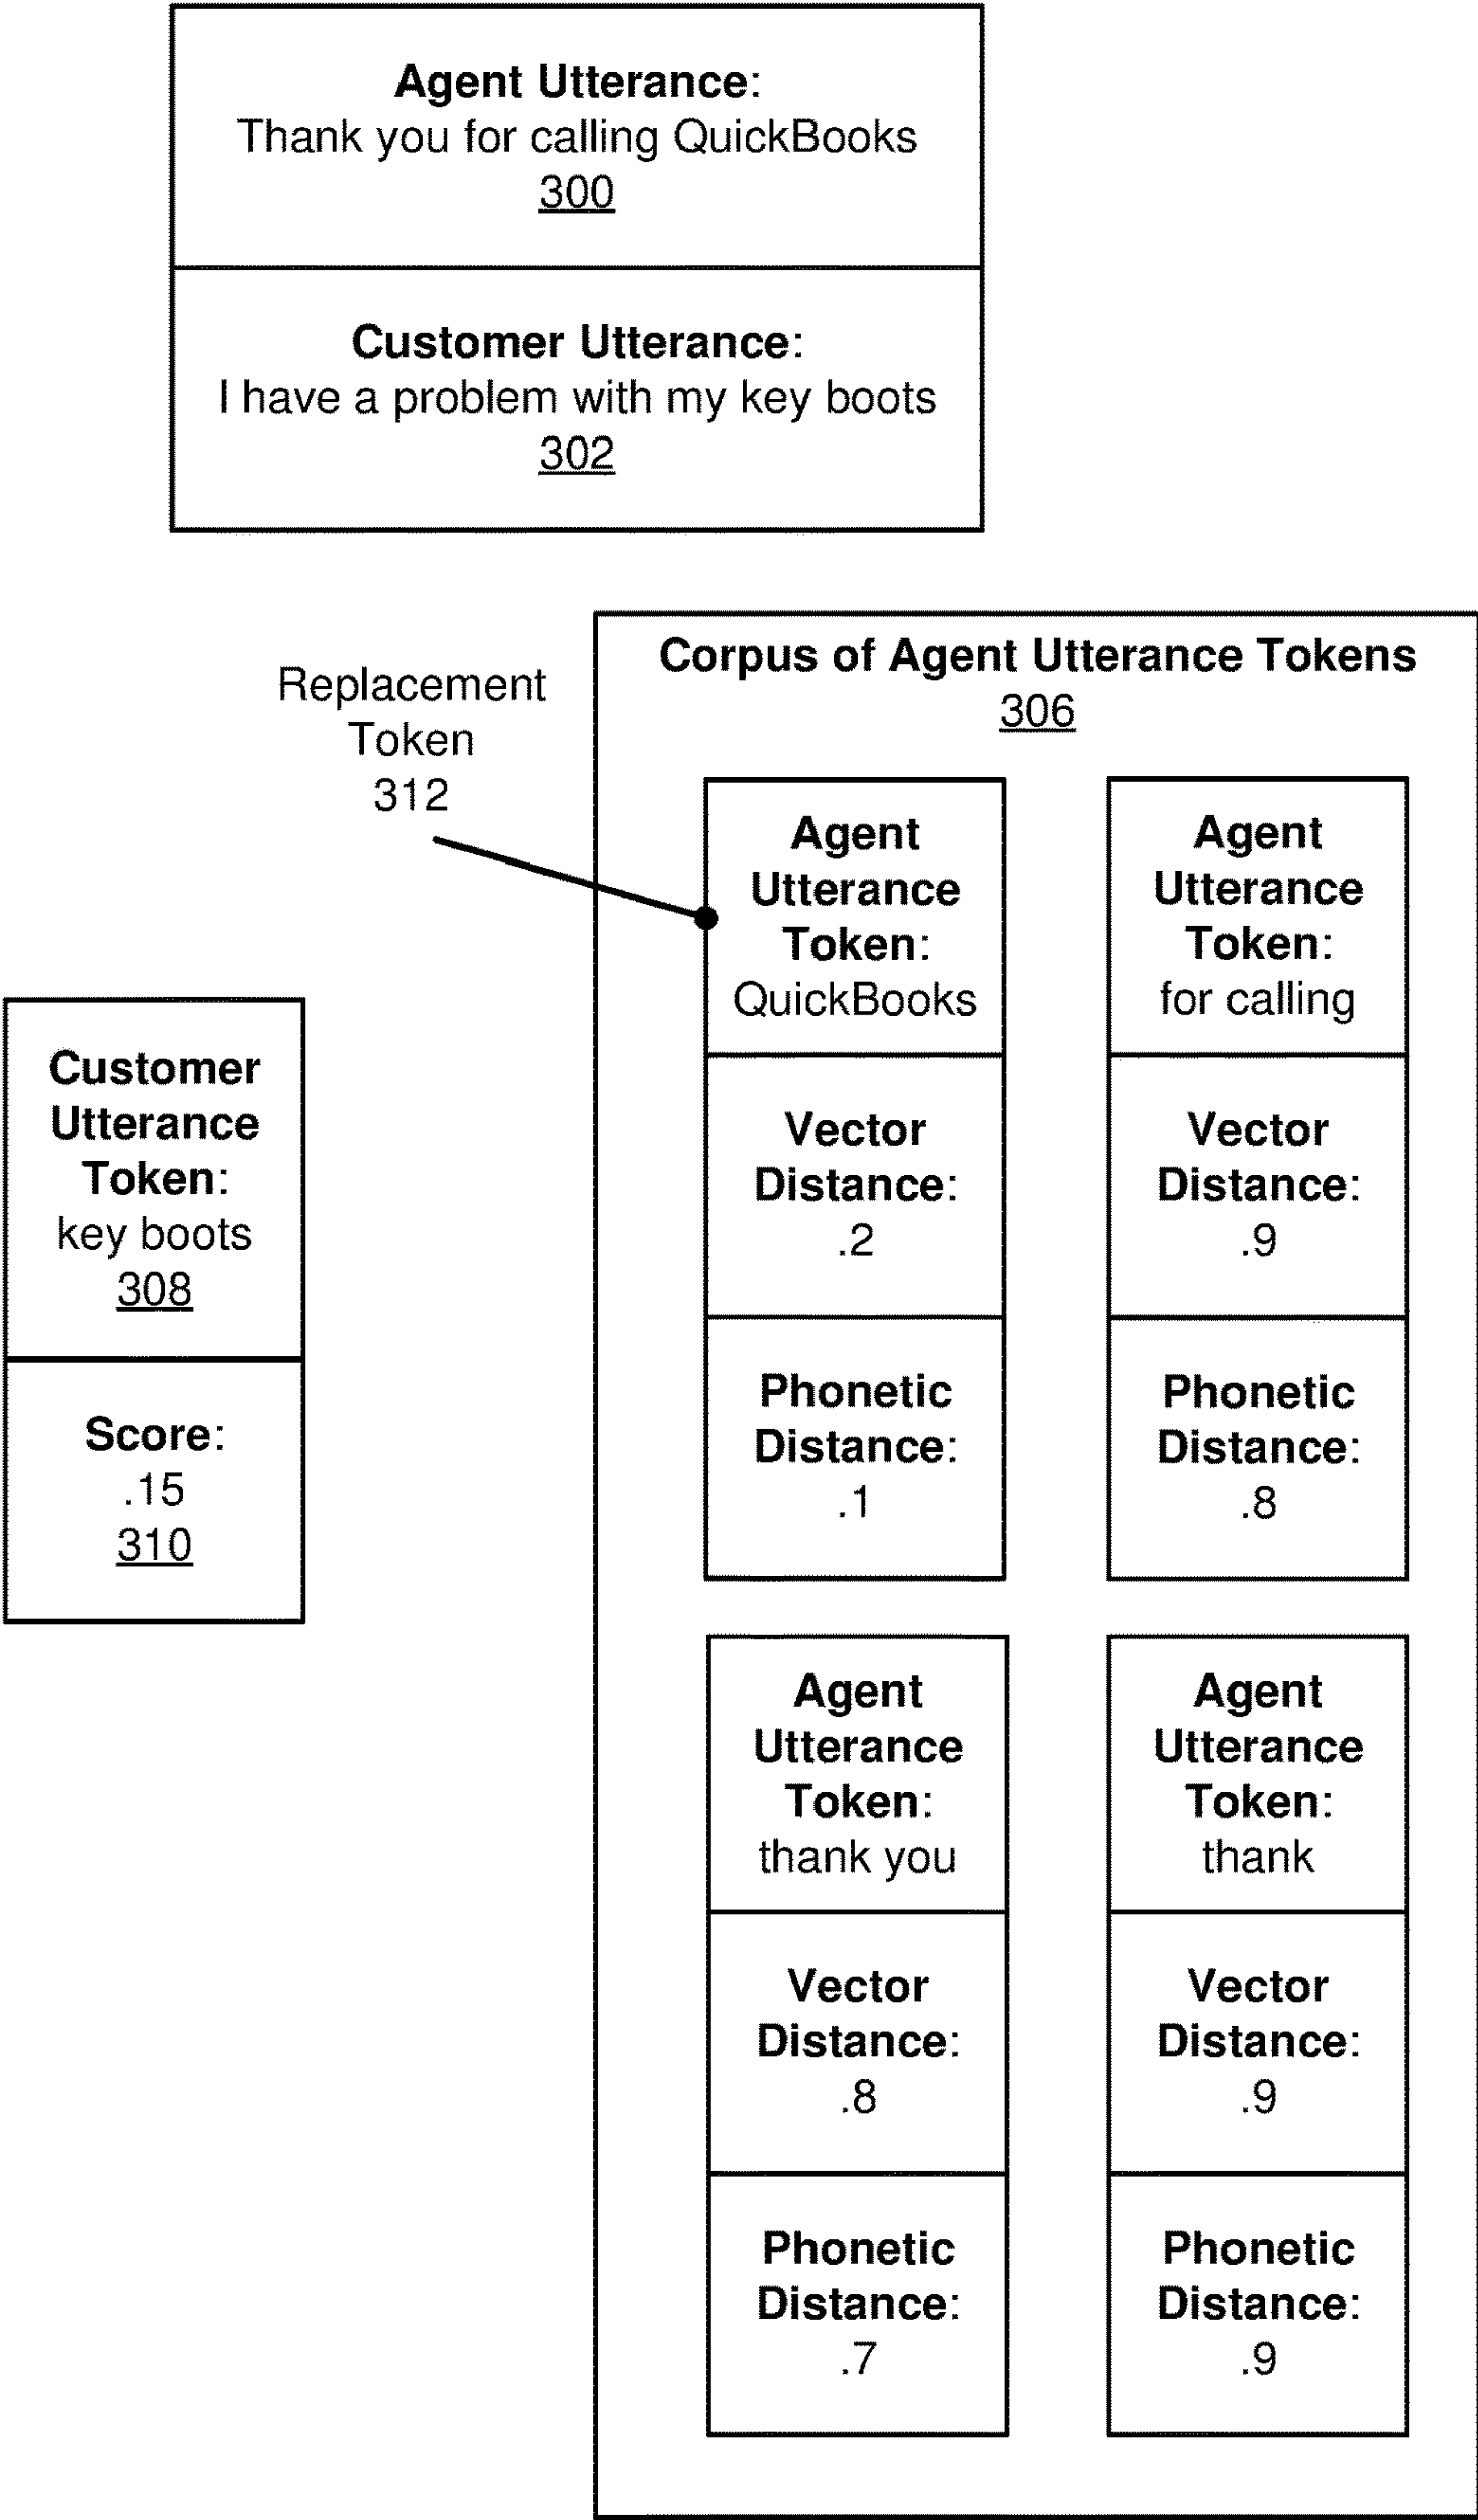 Agent Utterance:
Thank you for calling QuickBooks
300
Customer Utterance:
I have a problem with my key boots
302
Replacement
Token
312
Corpus of Agent Utterance Tokens
306
Customer
Utterance
Token:
key boots
308
Score:
.15
310
Agent
Utterance
Token:
QuickBooks
Vector
Distance:
.2
Phonetic
Distance:
.1
Agent
Utterance
Token:
for calling
Vector
Distance:
.9
Phonetic
Distance:
.8
Agent
Utterance
Token:
thank you
Vector
Distance:
.8
Phonetic
Distance:
.7
Agent
Utterance
Token:
thank
Vector
Distance:
.9
Phonetic
Distance:
.9